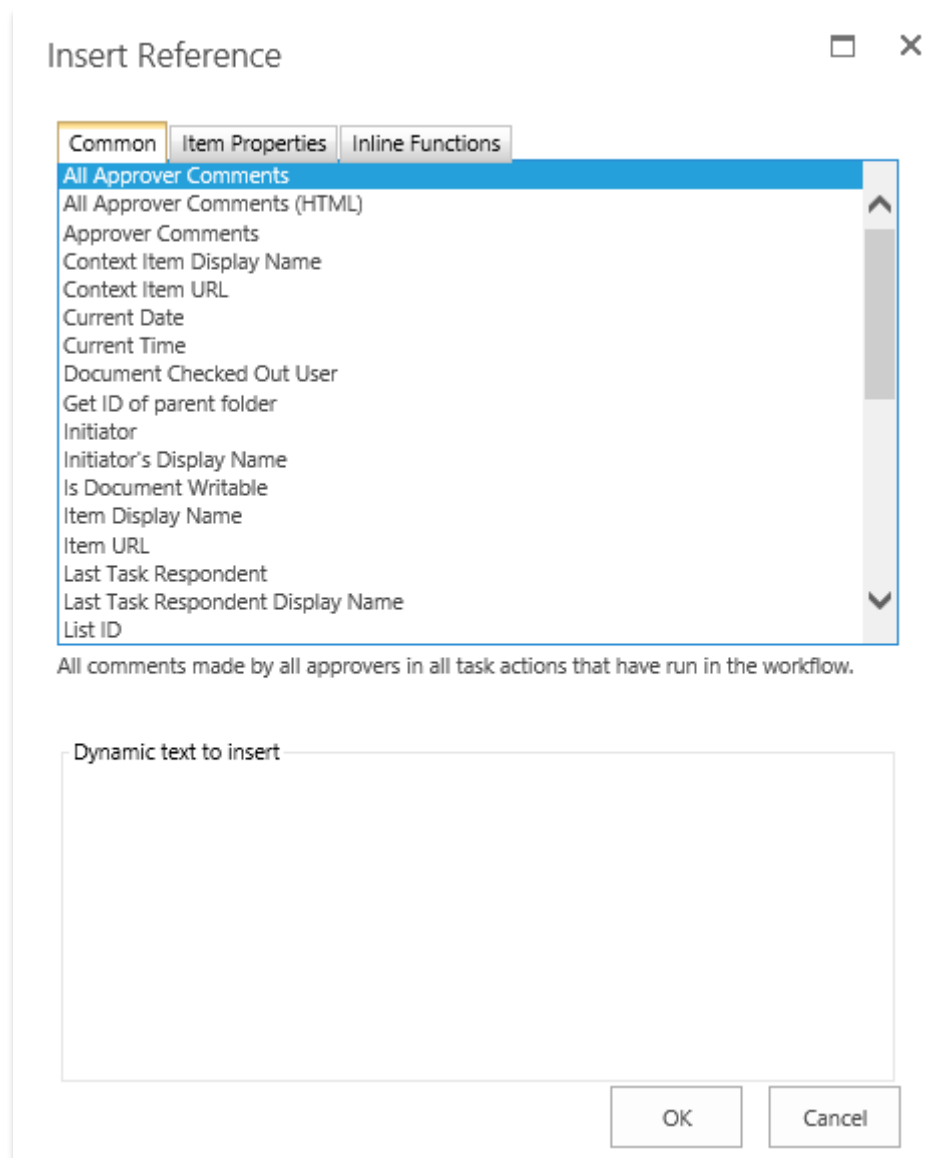 Insert Reference
Common Item Properties Inline Functions
All Approver Comments
All Approver Comments (HTML)
Approver Comments
Context Item Display Name
Context Item URL
Current Date
Current Time
Document Checked Out User
Get ID of parent folder
Initiator
Initiator's Display Name
Is Document Writable
Item Display Name
Item URL
Last Task Respondent
Last Task Respondent Display Name
List ID
All comments made by all approvers in all task actions that have run in the workflow.
Dynamic text to insert
OK Cancel